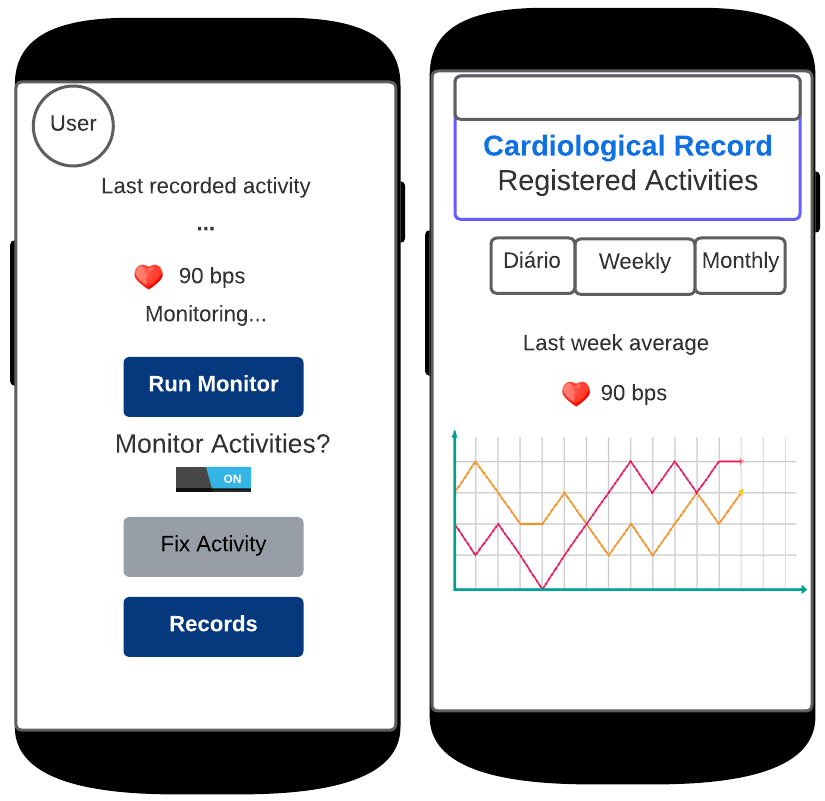 User
Last recorded activity
...
90 bps
Monitoring...
Run Monitor
Monitor Activities?
ON
Fix Activity
Records
Cardiological Record
Registered Activities
Diário
Weekly
Monthly
Last week average
90 bps